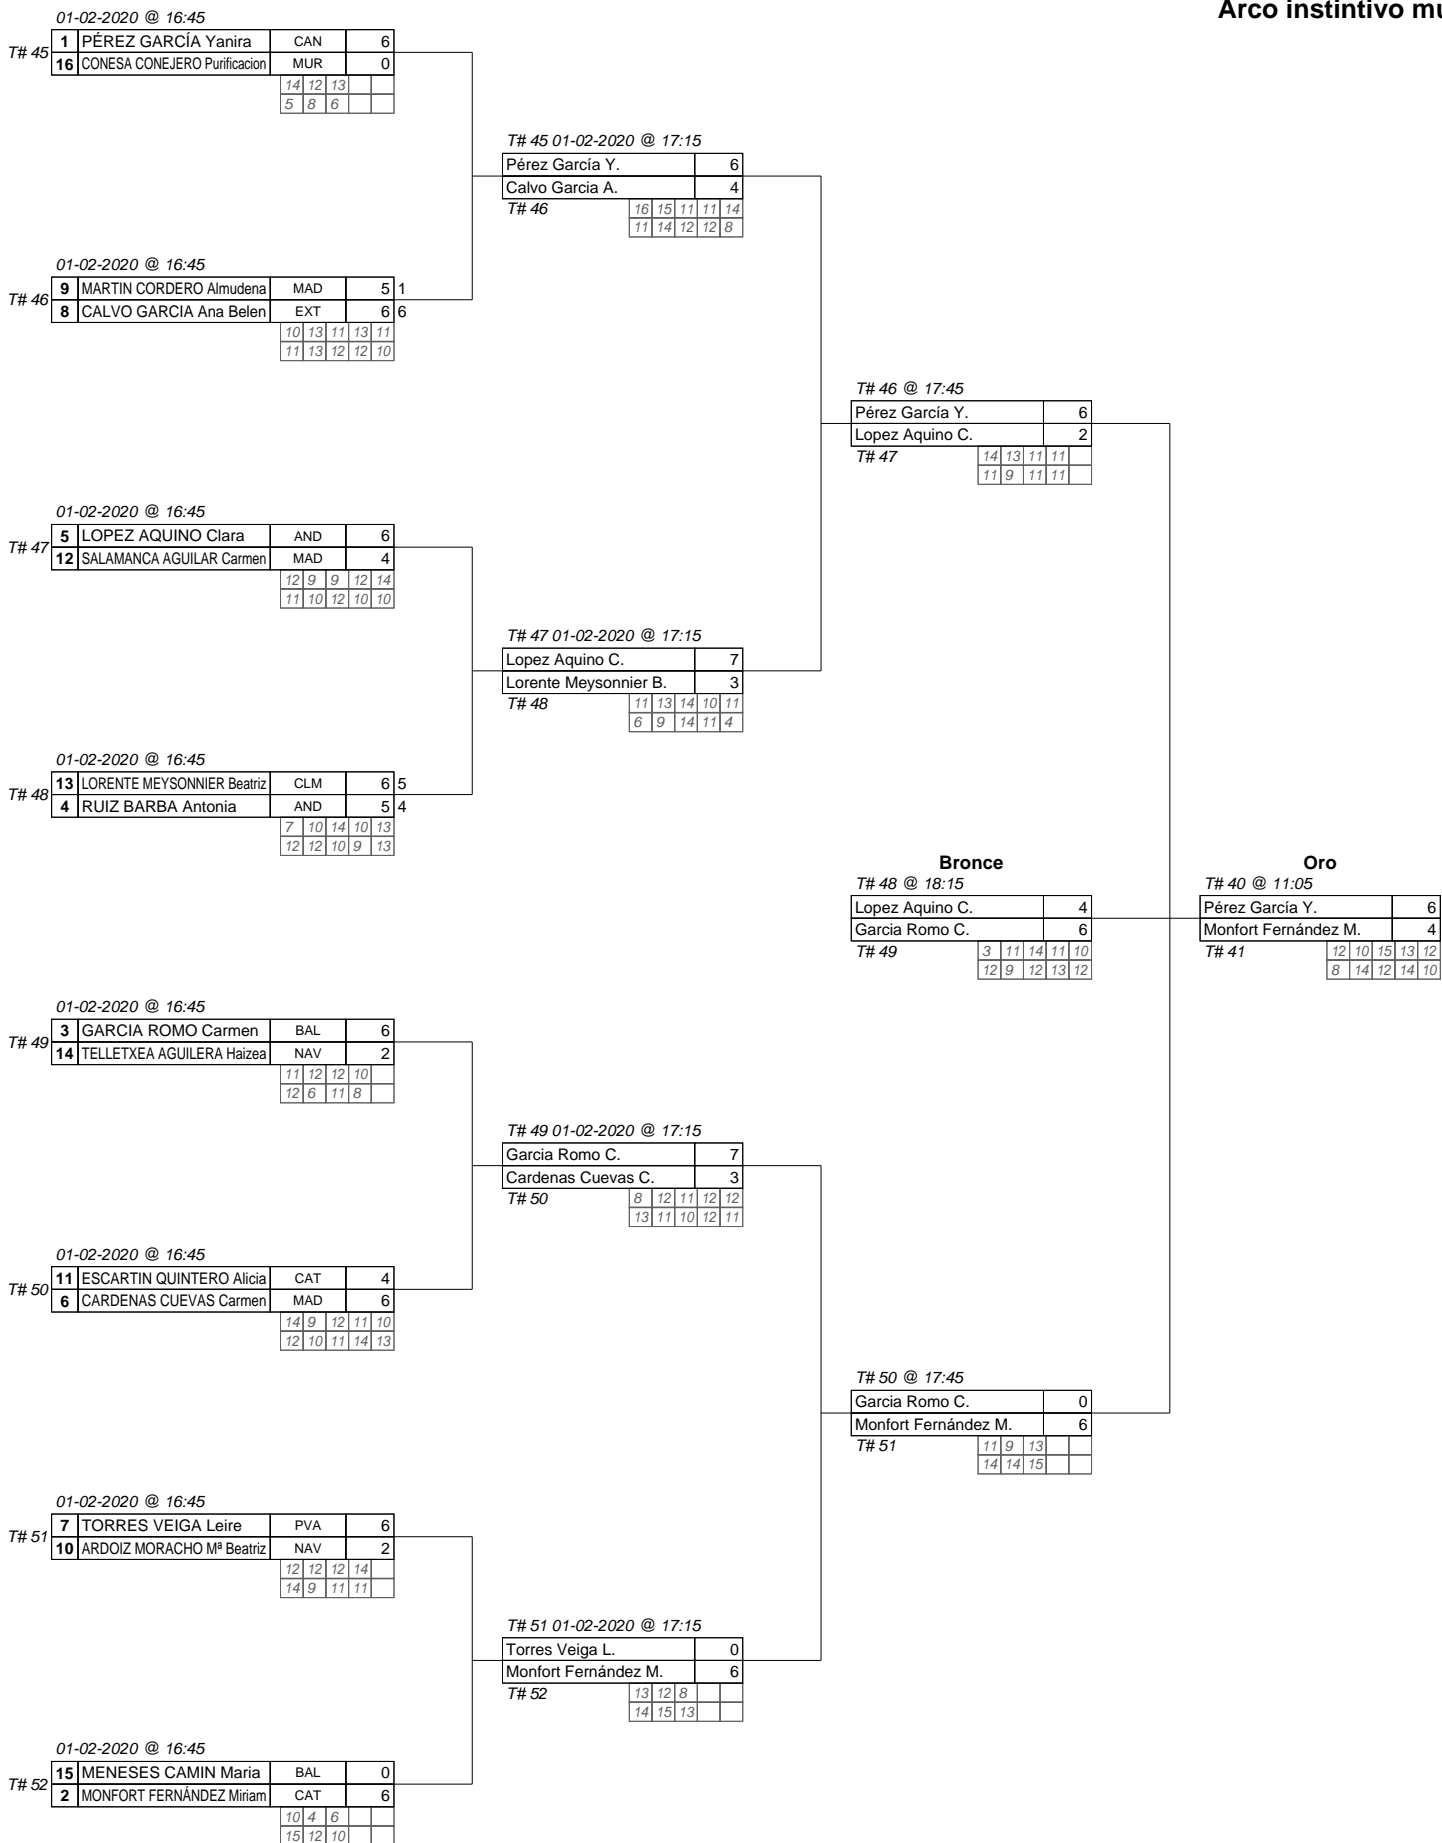 Arco instintivo mu
01-02-2020 @ 16:45
T# 45
1 PÉREZ GARCÍA Yanira CAN 6
16 CONESA CONEJERO Purificacion MUR 0
14 12 13
5 8 6
T# 45 01-02-2020 @ 17:15
Pérez García Y. 6
Calvo Garcia A. 4
T# 46 16 15 11 11 14
11 14 12 12 8
01-02-2020 @ 16:45
T# 46
9 MARTIN CORDERO Almudena MAD 5 1
8 CALVO GARCIA Ana Belen EXT 6 6
10 13 11 13 11
11 13 12 12 10
T# 46 @ 17:45
Pérez García Y. 6
Lopez Aquino C. 2
T# 47 14 13 11 11
11 9 11 11
01-02-2020 @ 16:45
T# 47
5 LOPEZ AQUINO Clara AND 6
12 SALAMANCA AGUILAR Carmen MAD 4
12 9 9 12 14
11 10 12 10 10
T# 47 01-02-2020 @ 17:15
Lopez Aquino C. 7
Lorente Meysonnier B. 3
T# 48 11 13 14 10 11
6 9 14 11 4
01-02-2020 @ 16:45
T# 48
13 LORENTE MEYSONNIER Beatriz CLM 6 5
4 RUIZ BARBA Antonia AND 5 4
7 10 14 10 13
12 12 10 9 13
Bronce
T# 48 @ 18:15
Lopez Aquino C. 4
Garcia Romo C. 6
T# 49 3 11 14 11 10
12 9 12 13 12
Oro
T# 40 @ 11:05
Pérez García Y. 6
Monfort Fernández M. 4
T# 41 12 10 15 13 12
8 14 12 14 10
01-02-2020 @ 16:45
T# 49
3 GARCIA ROMO Carmen BAL 6
14 TELLETXEA AGUILERA Haizea NAV 2
11 12 12 10
12 6 11 8
T# 49 01-02-2020 @ 17:15
Garcia Romo C. 7
Cardenas Cuevas C. 3
T# 50 8 12 11 12 12
13 11 10 12 11
01-02-2020 @ 16:45
T# 50
11 ESCARTIN QUINTERO Alicia CAT 4
6 CARDENAS CUEVAS Carmen MAD 6
14 9 12 11 10
12 10 11 14 13
T# 50 @ 17:45
Garcia Romo C. 0
Monfort Fernández M. 6
T# 51 11 9 13
14 14 15
01-02-2020 @ 16:45
T# 51
7 TORRES VEIGA Leire PVA 6
10 ARDOIZ MORACHO Mª Beatriz NAV 2
12 12 12 14
14 9 11 11
T# 51 01-02-2020 @ 17:15
Torres Veiga L. 0
Monfort Fernández M. 6
T# 52 13 12 8
14 15 13
01-02-2020 @ 16:45
T# 52
15 MENESES CAMIN Maria BAL 0
2 MONFORT FERNÁNDEZ Miriam CAT 6
10 4 6
15 12 10